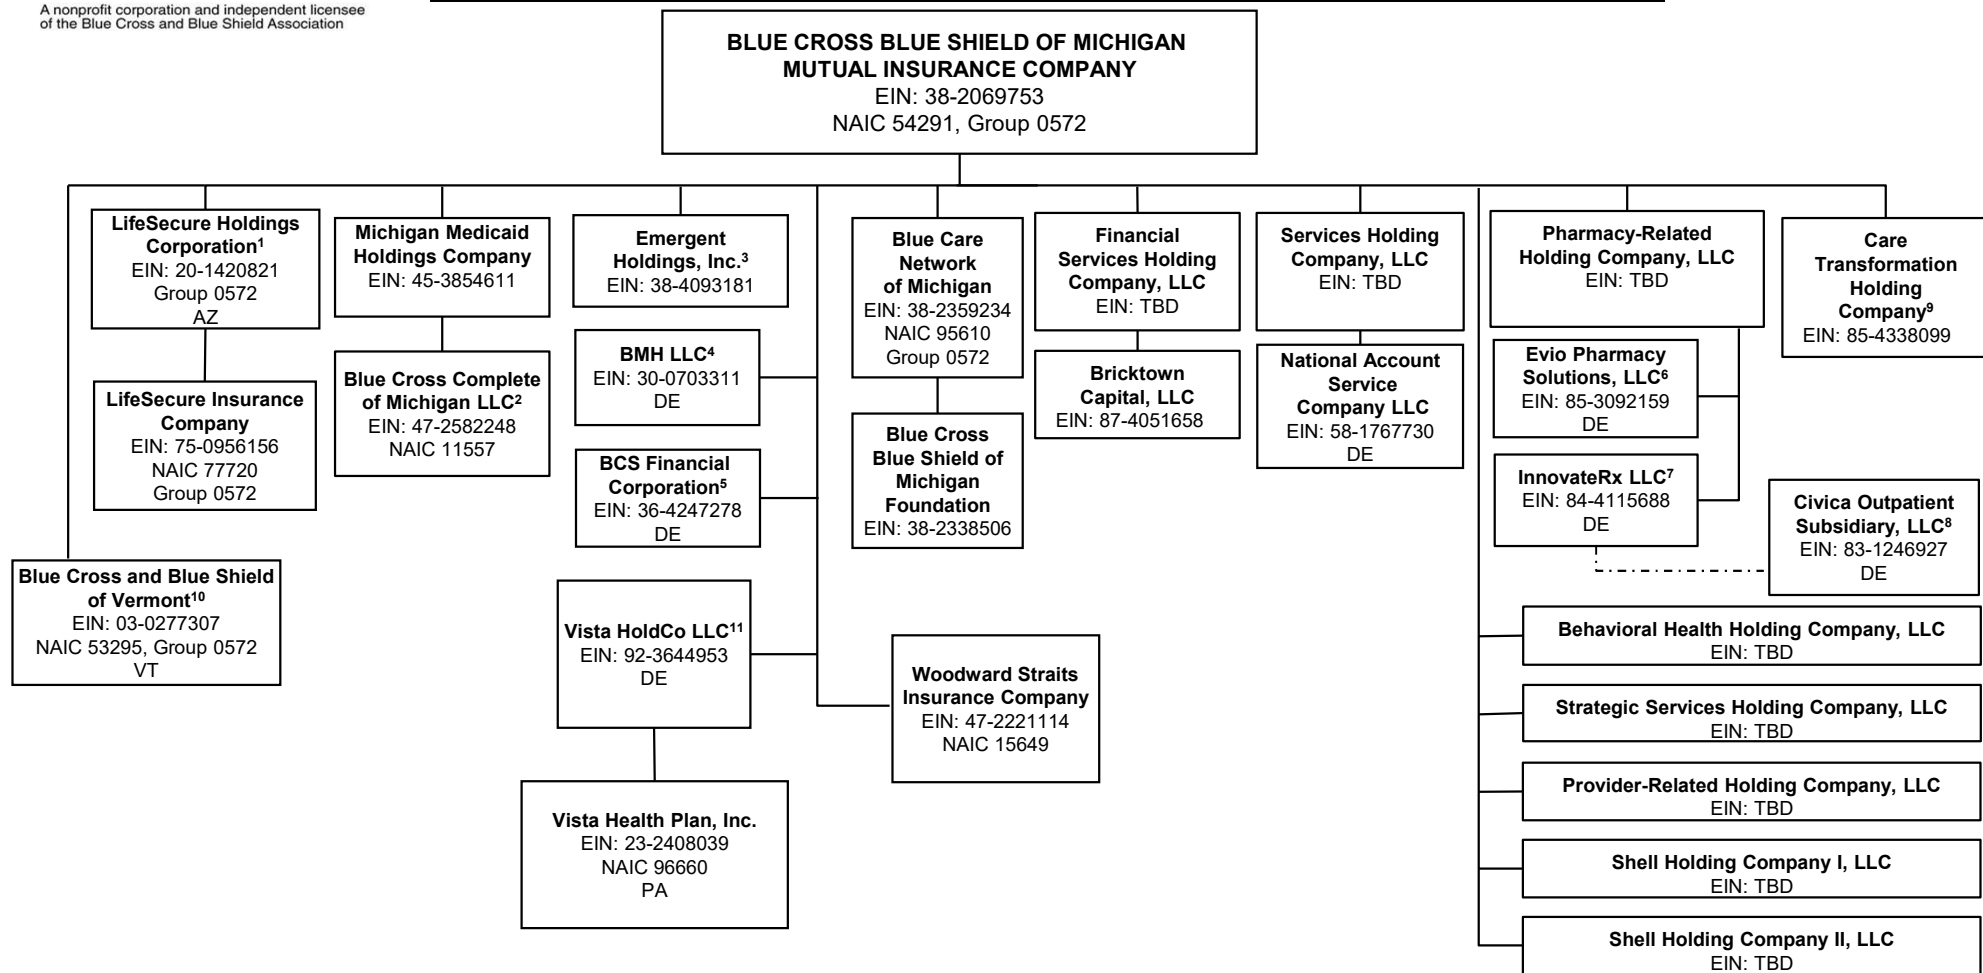 A nonprofit corporation and independent licensee
of the Blue Cross and Blue Shield Association
BLUE CROSS BLUE SHIELD OF MICHIGAN
MUTUAL INSURANCE COMPANY
EIN: 38-2069753
NAIC 54291, Group 0572
LifeSecure Holdings
Corporation¹
EIN: 20-1420821
Group 0572
AZ
Michigan Medicaid
Holdings Company
EIN: 45-3854611
Emergent
Holdings, Inc.³
EIN: 38-4093181
Blue Care
Network
of Michigan
EIN: 38-2359234
NAIC 95610
Group 0572
Financial
Services Holding
Company, LLC
EIN: TBD
Services Holding
Company, LLC
EIN: TBD
Pharmacy-Related
Holding Company, LLC
EIN: TBD
Care
Transformation
Holding
Company⁹
EIN: 85-4338099
LifeSecure Insurance
Company
EIN: 75-0956156
NAIC 77720
Group 0572
Blue Cross Complete
of Michigan LLC²
EIN: 47-2582248
NAIC 11557
BMH LLC⁴
EIN: 30-0703311
DE
BCS Financial
Corporation⁵
EIN: 36-4247278
DE
Blue Cross
Blue Shield of
Michigan
Foundation
EIN: 38-2338506
Bricktown
Capital, LLC
EIN: 87-4051658
National Account
Service
Company LLC
EIN: 58-1767730
DE
Evio Pharmacy
Solutions, LLC⁶
EIN: 85-3092159
DE
InnovateRx LLC⁷
EIN: 84-4115688
DE
Civica Outpatient
Subsidiary, LLC⁸
EIN: 83-1246927
DE
Blue Cross and Blue Shield
of Vermont¹⁰
EIN: 03-0277307
NAIC 53295, Group 0572
VT
Vista HoldCo LLC¹¹
EIN: 92-3644953
DE
Woodward Straits
Insurance Company
EIN: 47-2221114
NAIC 15649
Vista Health Plan, Inc.
EIN: 23-2408039
NAIC 96660
PA
Behavioral Health Holding Company, LLC
EIN: TBD
Strategic Services Holding Company, LLC
EIN: TBD
Provider-Related Holding Company, LLC
EIN: TBD
Shell Holding Company I, LLC
EIN: TBD
Shell Holding Company II, LLC
EIN: TBD